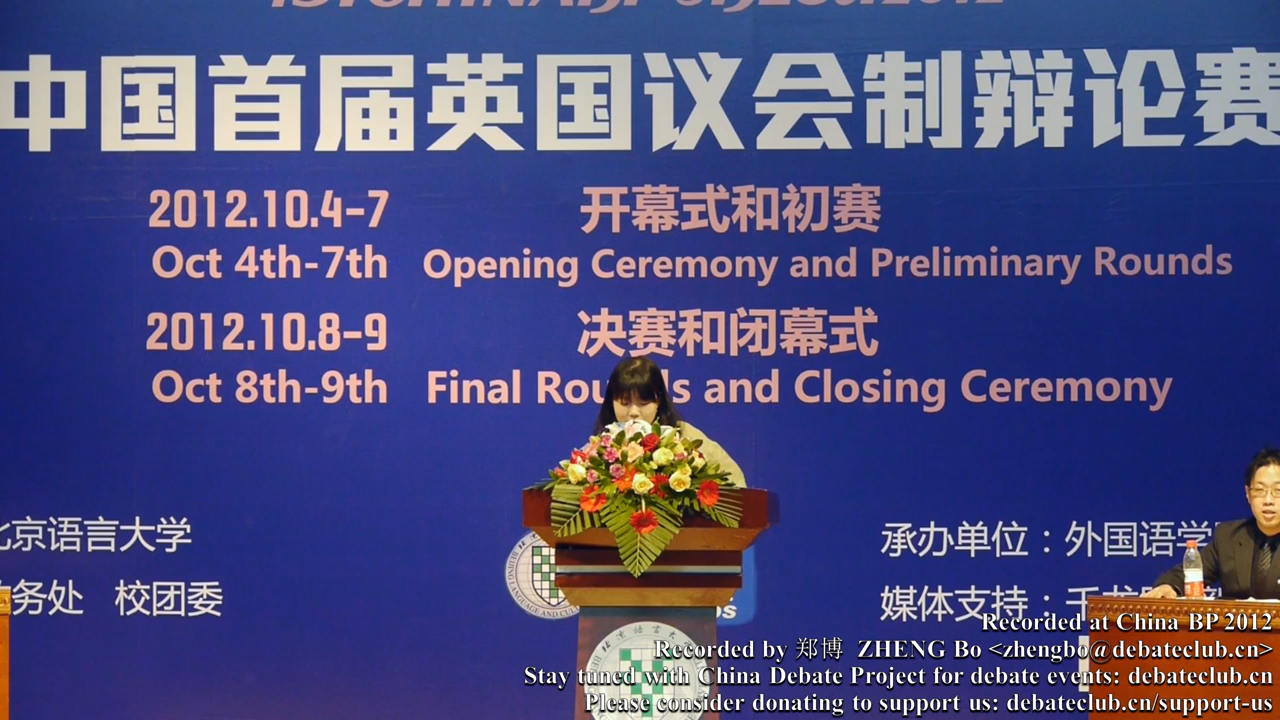 中国首届英国议会制辩论赛
2012.10.4-7 开幕式和初赛
Oct 4th-7th Opening Ceremony and Preliminary Rounds
2012.10.8-9 决赛和闭幕式
Oct 8th-9th Final Rou s and Closing Ceremony
北京语言大学
务处 校团委
承办单位：外国语学
媒体支持：千龙
Recorded at China BP 2012
Recorded by 郑博 ZHENG Bo <zhengbo@debateclub.cn>
Stay tuned with China Debate Project for debate events: debateclub.cn
Please consider donating to support us: debateclub.cn/support-us